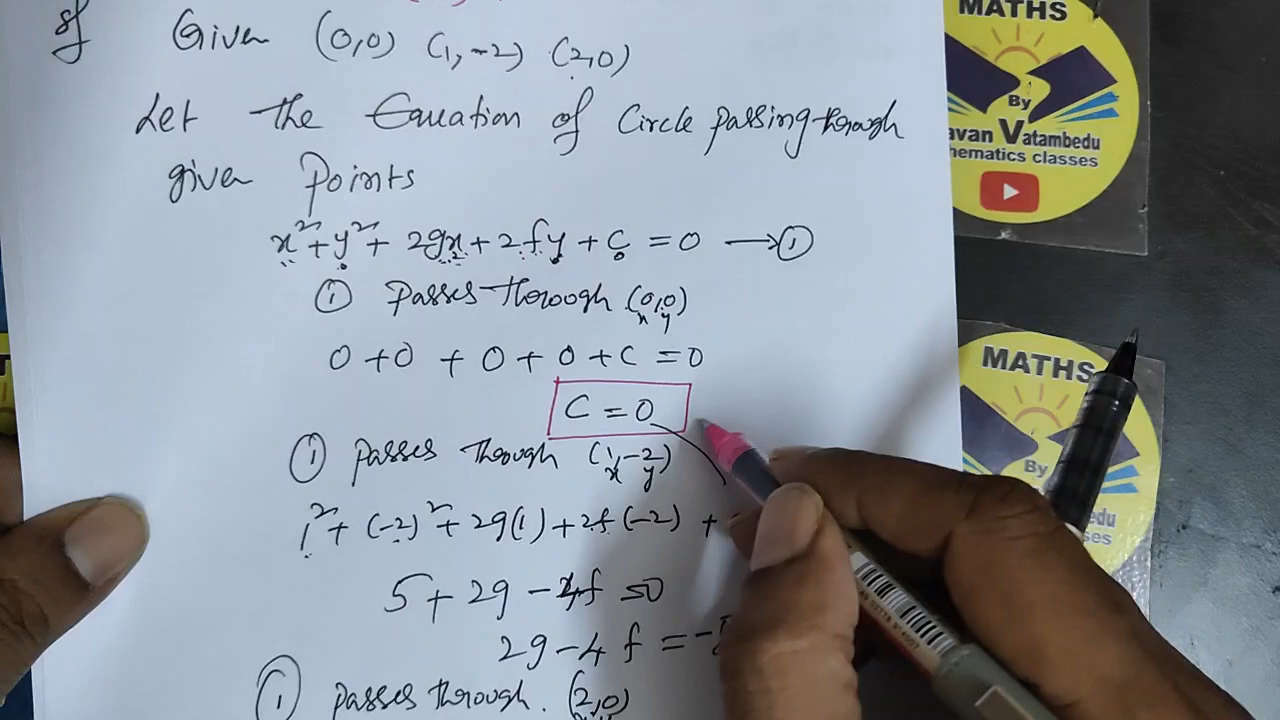 Given (0,0) (1,-2) (2,0)
Let the Equation of Circle passing through
given Points
x²+y²+ 2gx+2fy+c=0 →①
① Passes through (0,0)
x y
0+0+0+0+c=0
C=0
① passes through (1,-2)
x y
1²+(-2)²+2g(1)+2f(-2)+
5+2g-4f=0
2g-4f=-
① passes through. (2,0)
MATHS
By
Vatambedu
MATHS
By